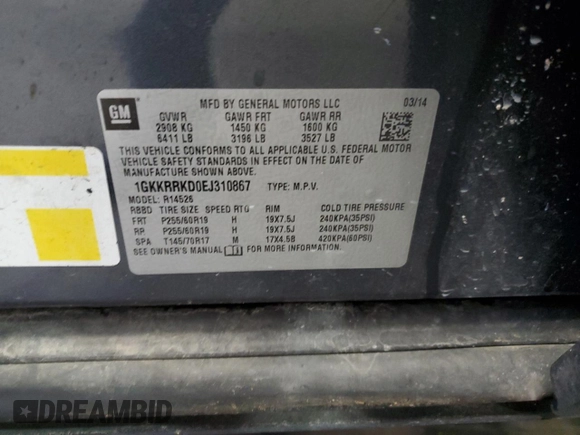 MFD BY GENERAL MOTORS LLC 03/14
GM
GVWR GAWR FRT GAWR RR
2908 KG 1450 KG 1600 KG
6411 LB 3196 LB 3527 LB
THIS VEHICLE CONFORMS TO ALL APPLICABLE U.S. FEDERAL MOTOR
VEHICLE SAFETY STANDARDS IN EFFECT ON THE DATE OF
MANUFACTURE SHOWN ABOVE.
1GKKRRKD0EJ310867 TYPE: M.P.V.
MODEL: R14526
RBBD TIRE SIZE SPEED RTG RIM COLD TIRE PRESSURE
FRT P255/60R19 H 19X7.5J 240KPA(35PSI)
RR P255/60R19 H 19X7.5J 240KPA(35PSI)
SPA T145/70R17 M 17X4.5B 420KPA(60PSI)
SEE OWNER'S MANUAL FOR MORE INFORMATION.
DREAMBID